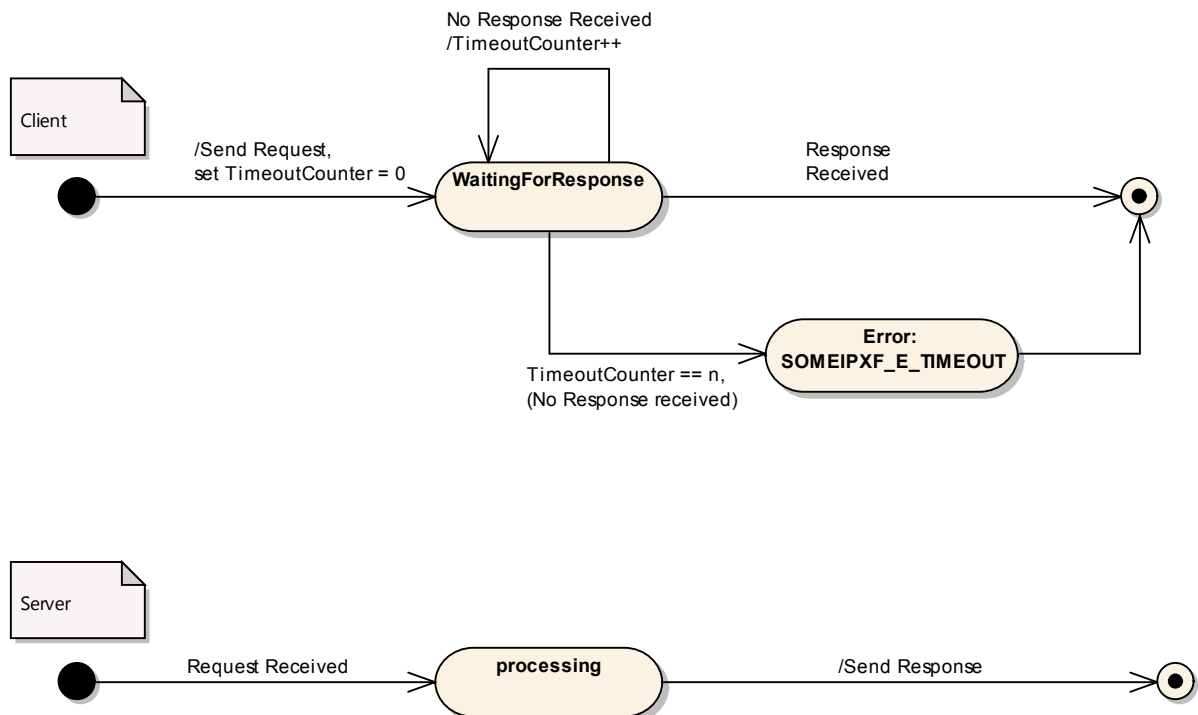 No Response Received
/TimeoutCounter++
Client
/Send Request,
set TimeoutCounter = 0
WaitingForResponse
Response
Received
Error:
SOMEIPXF_E_TIMEOUT
TimeoutCounter == n,
(No Response received)
Server
Request Received
processing
/Send Response